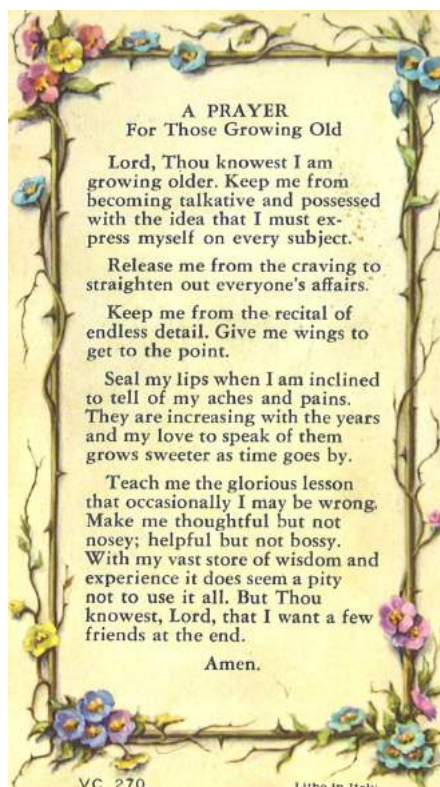 A PRAYER
For Those Growing Old
Lord, Thou knowest I am
growing older. Keep me from
becoming talkative and possessed
with the idea that I must ex-
press myself on every subject.
Release me from the craving to
straighten out everyone's affairs.
Keep me from the recital of
endless detail. Give me wings to
get to the point.
Seal my lips when I am inclined
to tell of my aches and pains.
They are increasing with the years
and my love to speak of them
grows sweeter as time goes by.
Teach me the glorious lesson
that occasionally I may be wrong.
Make me thoughtful but not
nosey; helpful but not bossy.
With my vast store of wisdom and
experience it does seem a pity
not to use it all. But Thou
knowest, Lord, that I want a few
friends at the end.
Amen.
VC 270
Litho in Italy